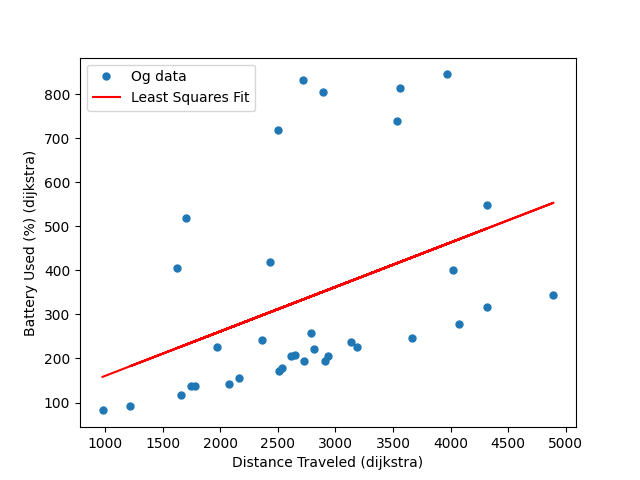 Og data
Least Squares Fit
800
700
600
500
400
300
200
100
Battery Used (%) (dijkstra)
1000 1500 2000 2500 3000 3500 4000 4500 5000
Distance Traveled (dijkstra)